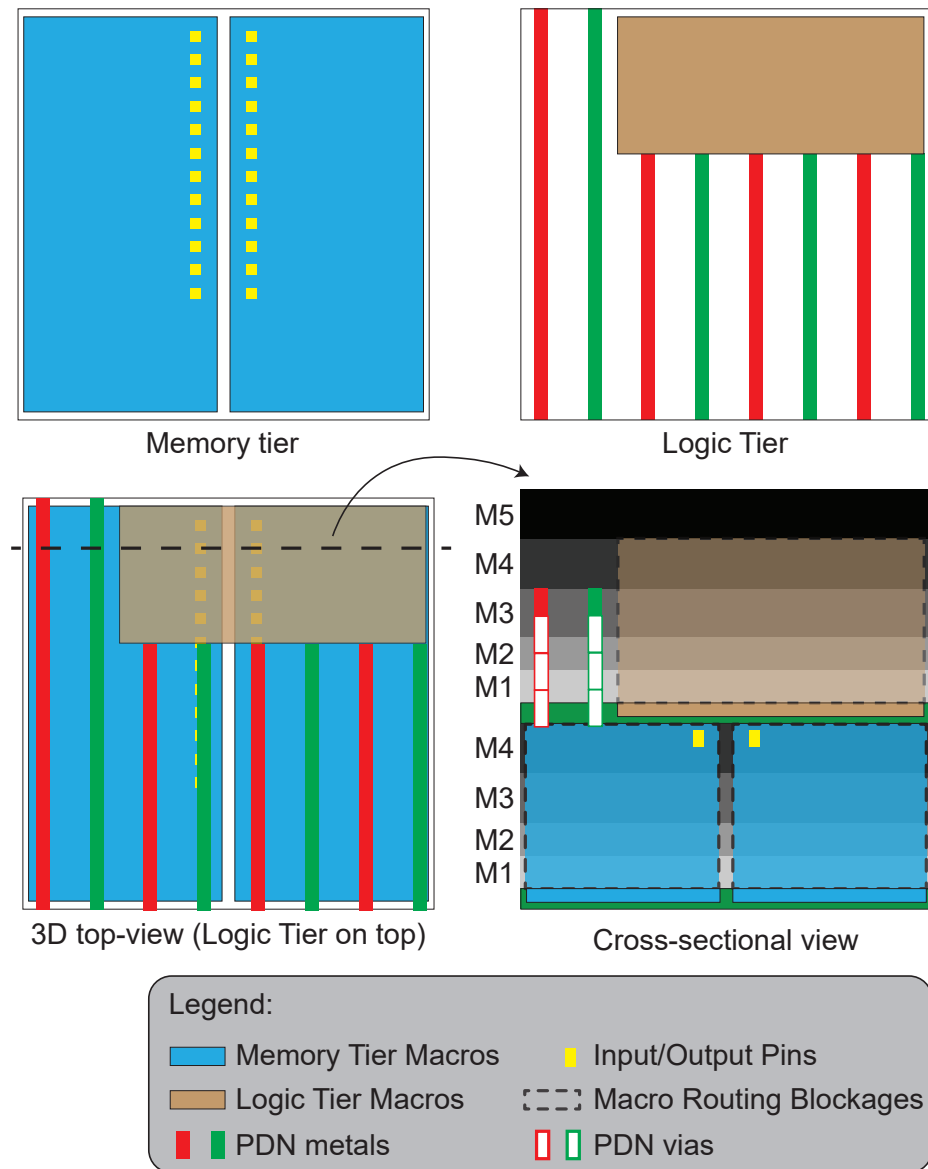 Memory tier
Logic Tier
M5
M4
M3
M2
M1
M4
M3
M2
M1
3D top-view (Logic Tier on top)
Cross-sectional view
Legend:
Memory Tier Macros
Input/Output Pins
Logic Tier Macros
Macro Routing Blockages
PDN metals
PDN vias